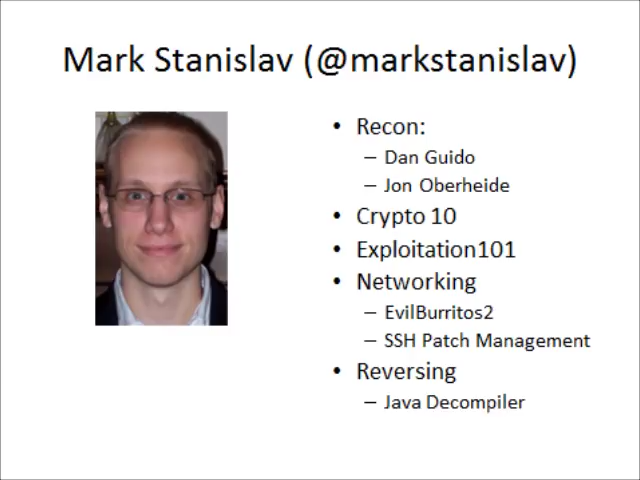 Mark Stanislav (@markstanislav)
• Recon:
– Dan Guido
– Jon Oberheide
• Crypto 10
• Exploitation101
• Networking
– EvilBurritos2
– SSH Patch Management
• Reversing
– Java Decompiler